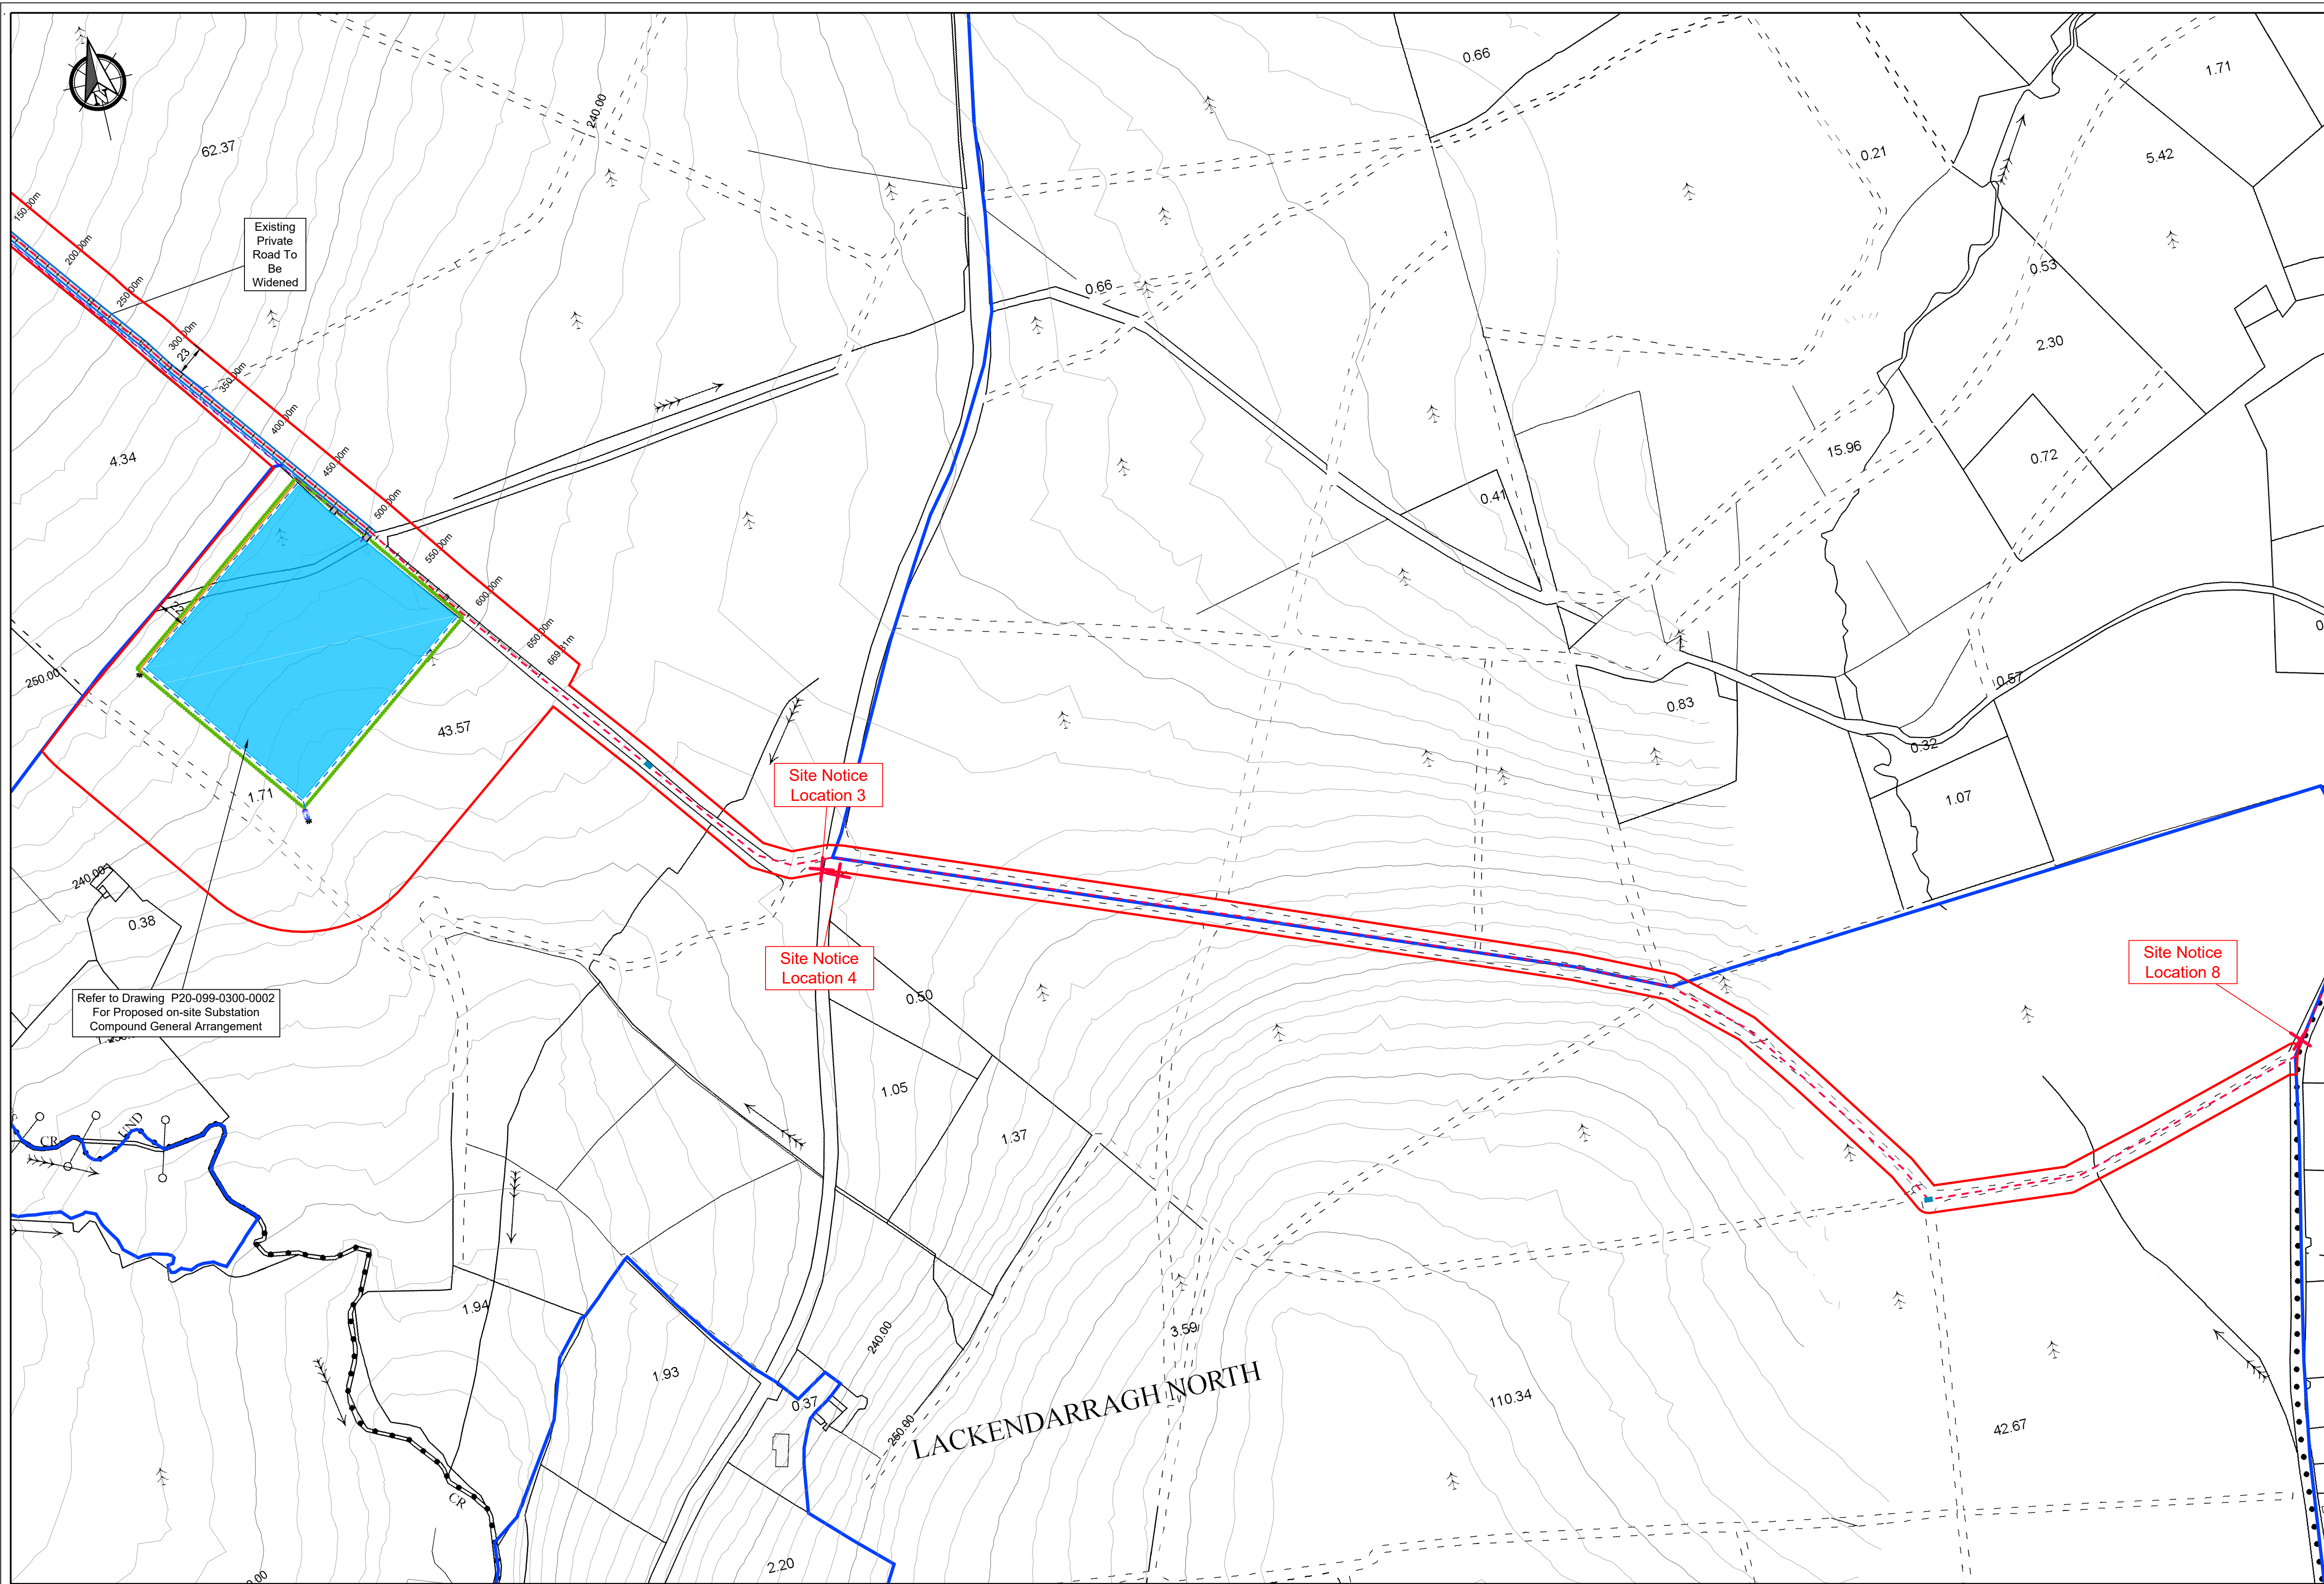 N
62.37
240.00
0.66
1.71
0.21
5.42
150.00m
200.00m
250.00m
300.00m
350.00m
400.00m
450.00m
500.00m
550.00m
600.00m
650.00m
669.81m
Existing
Private
Road To
Be
Widened
23
22
0.66
0.53
2.30
4.34
0.41
15.96
0.72
250.00
43.57
0.83
0.57
0.32
1.71
1.07
Site Notice
Location 3
240.00
0.38
Site Notice
Location 4
0.50
Site Notice
Location 8
Refer to Drawing P20-099-0300-0002
For Proposed on-site Substation
Compound General Arrangement
1.05
1.37
CR
UND
1.94
1.93
0.37
240.00
250.00
3.59
LACKENDARRAGH NORTH
110.34
42.67
CR
2.20